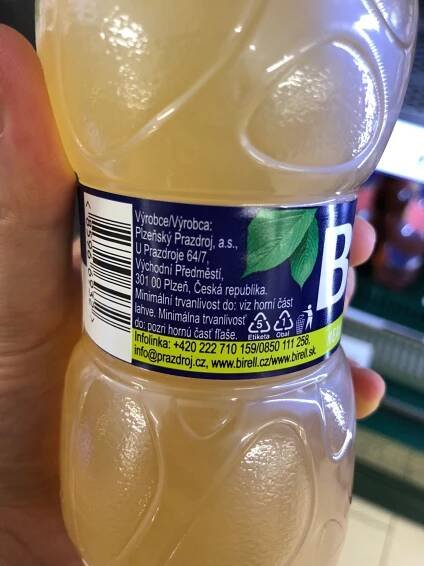 Výrobce/Výrobca:
Plzeňský Prazdroj, a.s.,
U Prazdroje 64/7,
Východní Předměstí,
301 00 Plzeň, Česká republika.
Minimální trvanlivost do: viz horní část
lahve. Minimálna trvanlivosť
do: pozri hornú časť fľaše.
5 1
Etiketa Obal
Infolinka: +420 222 710 159/0850 111 258,
info@prazdroj.cz, www.birell.cz/www.birell.sk
B